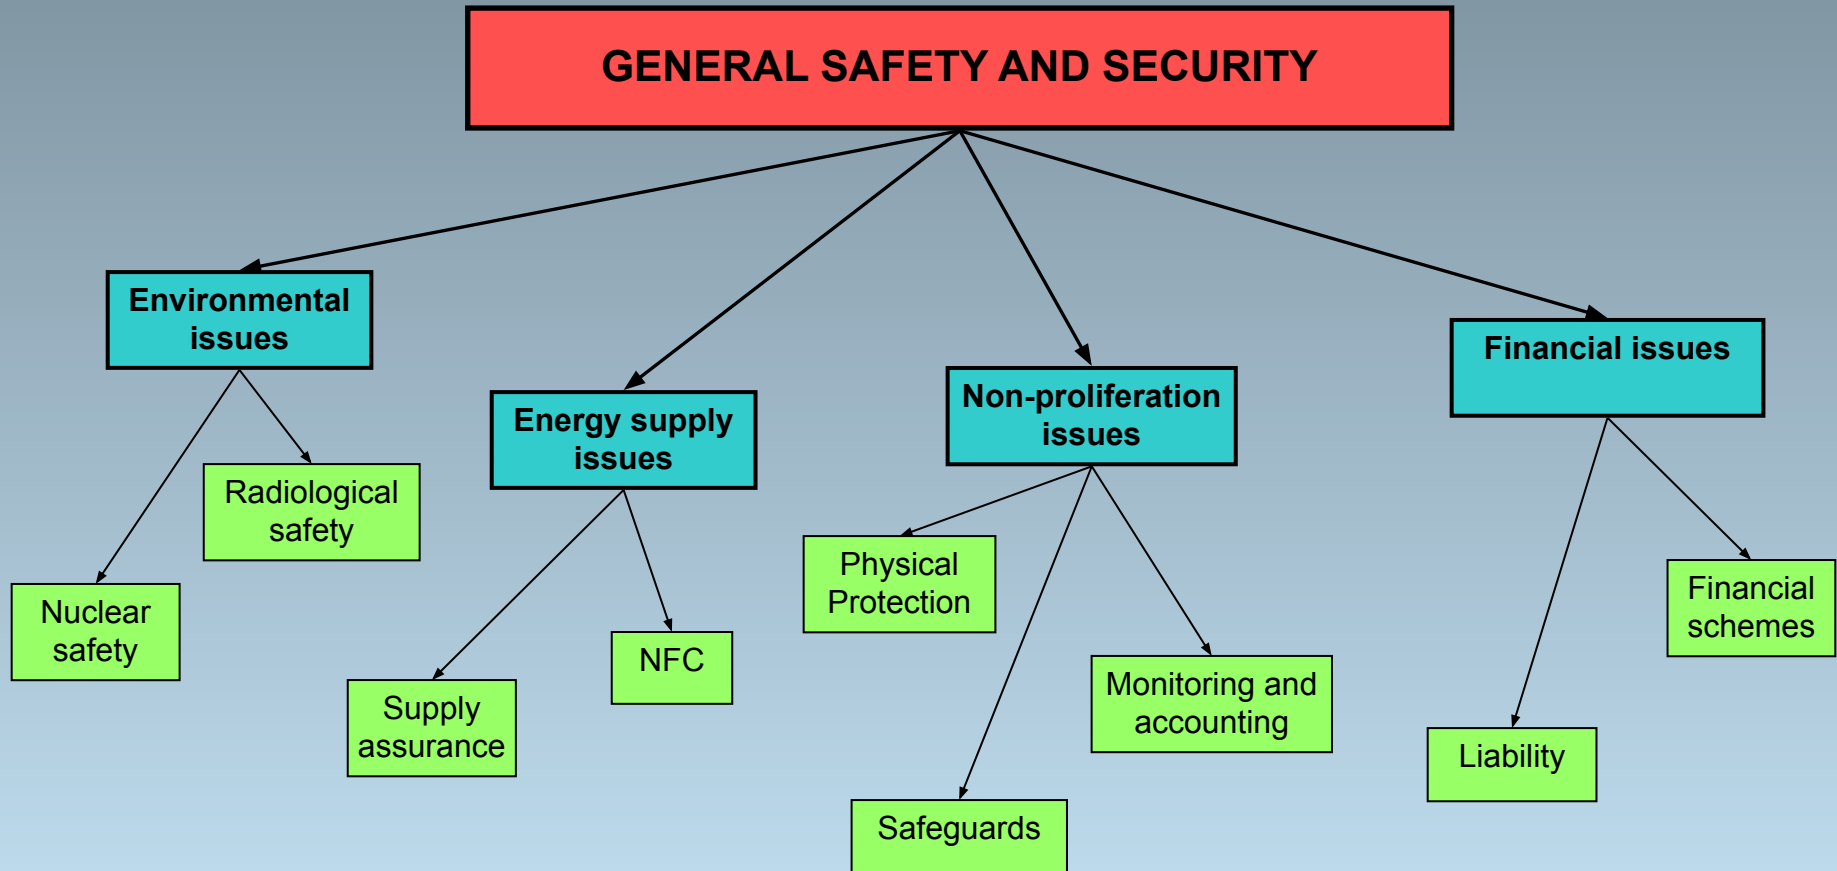 GENERAL SAFETY AND SECURITY
Environmental
issues
Energy supply
issues
Non-proliferation
issues
Financial issues
Radiological
safety
Nuclear
safety
Supply
assurance
NFC
Physical
Protection
Safeguards
Monitoring and
accounting
Liability
Financial
schemes